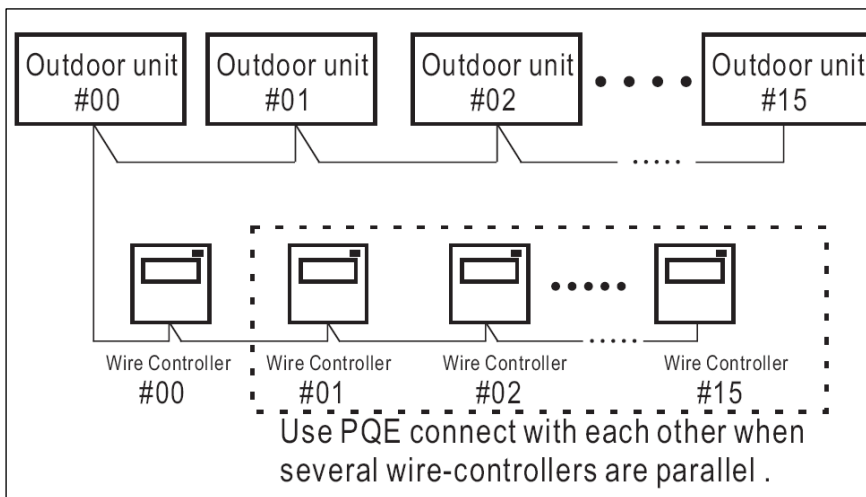 Outdoor unit #00
Outdoor unit #01
Outdoor unit #02
Outdoor unit #15
Wire Controller #00
Wire Controller #01
Wire Controller #02
Wire Controller #15
Use PQE connect with each other when
several wire-controllers are parallel .